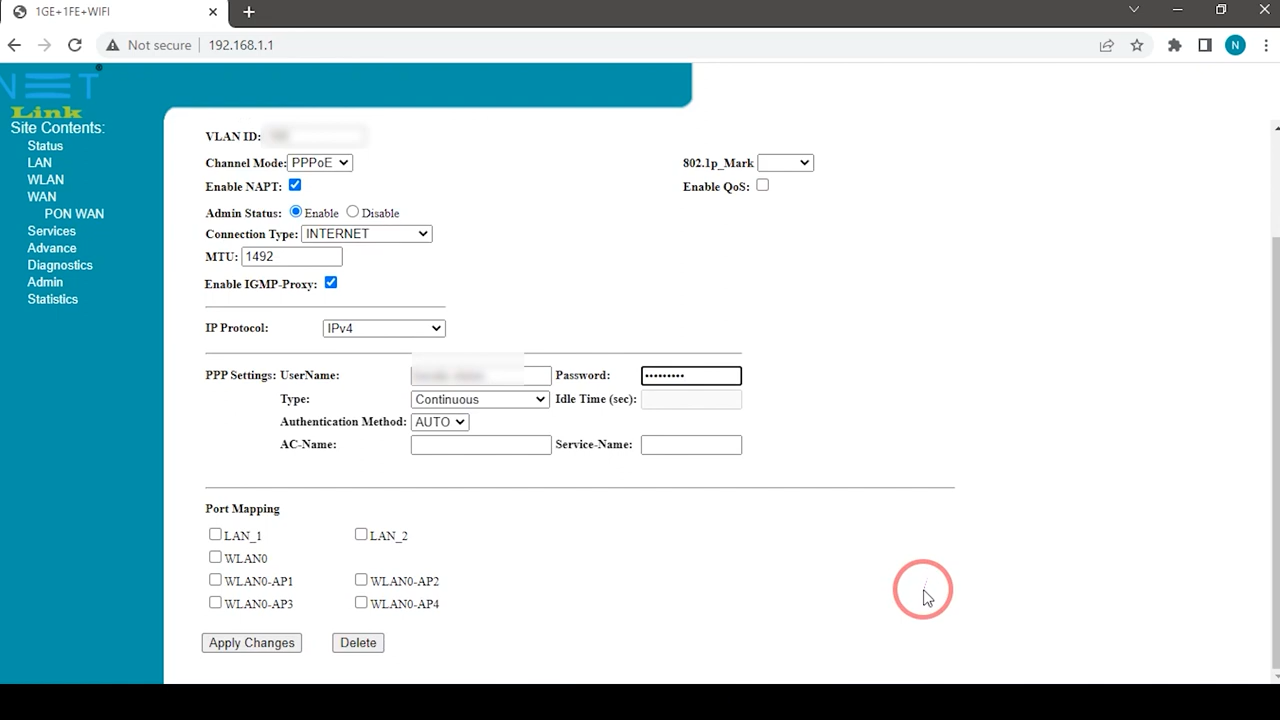 1GE+1FE+WIFI
Not secure 192.168.1.1 N
NET
Link
Site Contents:
Status
LAN
WLAN
WAN
PON WAN
Services
Advance
Diagnostics
Admin
Statistics
VLAN ID:
Channel Mode: PPPoE 802.1p_Mark
Enable NAPT: Enable QoS:
Admin Status: Enable Disable
Connection Type: INTERNET
MTU: 1492
Enable IGMP-Proxy:
IP Protocol: IPv4
PPP Settings: UserName: Password: •••••••••
Type: Continuous Idle Time (sec):
Authentication Method: AUTO
AC-Name: Service-Name:
Port Mapping
LAN_1 LAN_2
WLAN0
WLAN0-AP1 WLAN0-AP2
WLAN0-AP3 WLAN0-AP4
Apply Changes Delete